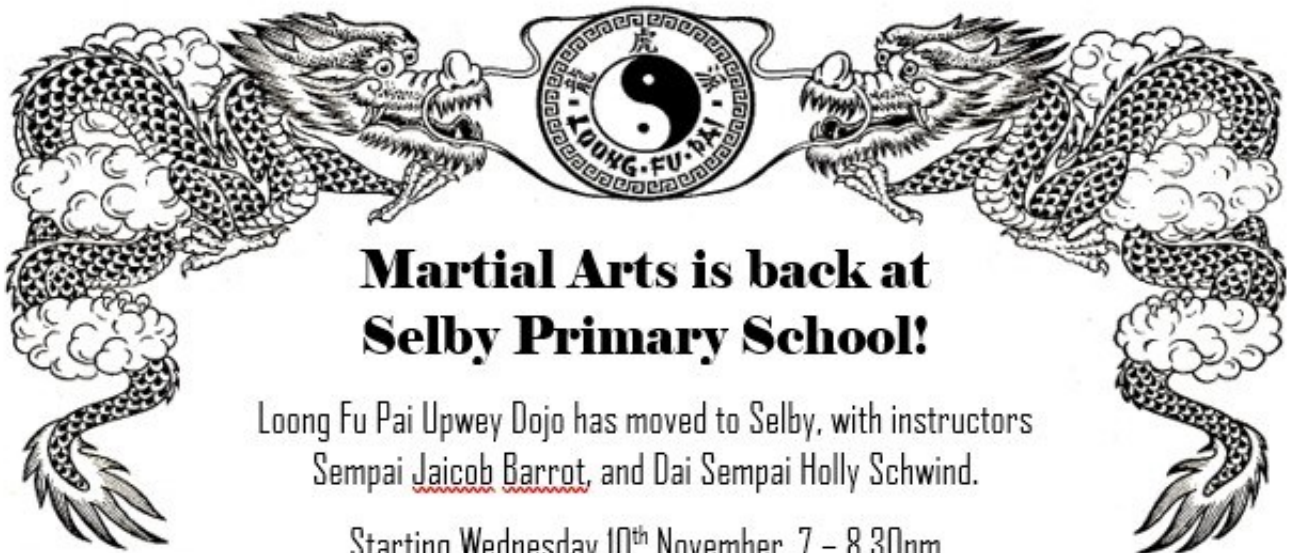 虎
龍 派
LOONG·FU·PAI
Martial Arts is back at
Selby Primary School!
Loong Fu Pai Upwey Dojo has moved to Selby, with instructors
Sempai Jaicob Barrot, and Dai Sempai Holly Schwind.
Starting Wednesday 10th November, 7 – 8.30pm